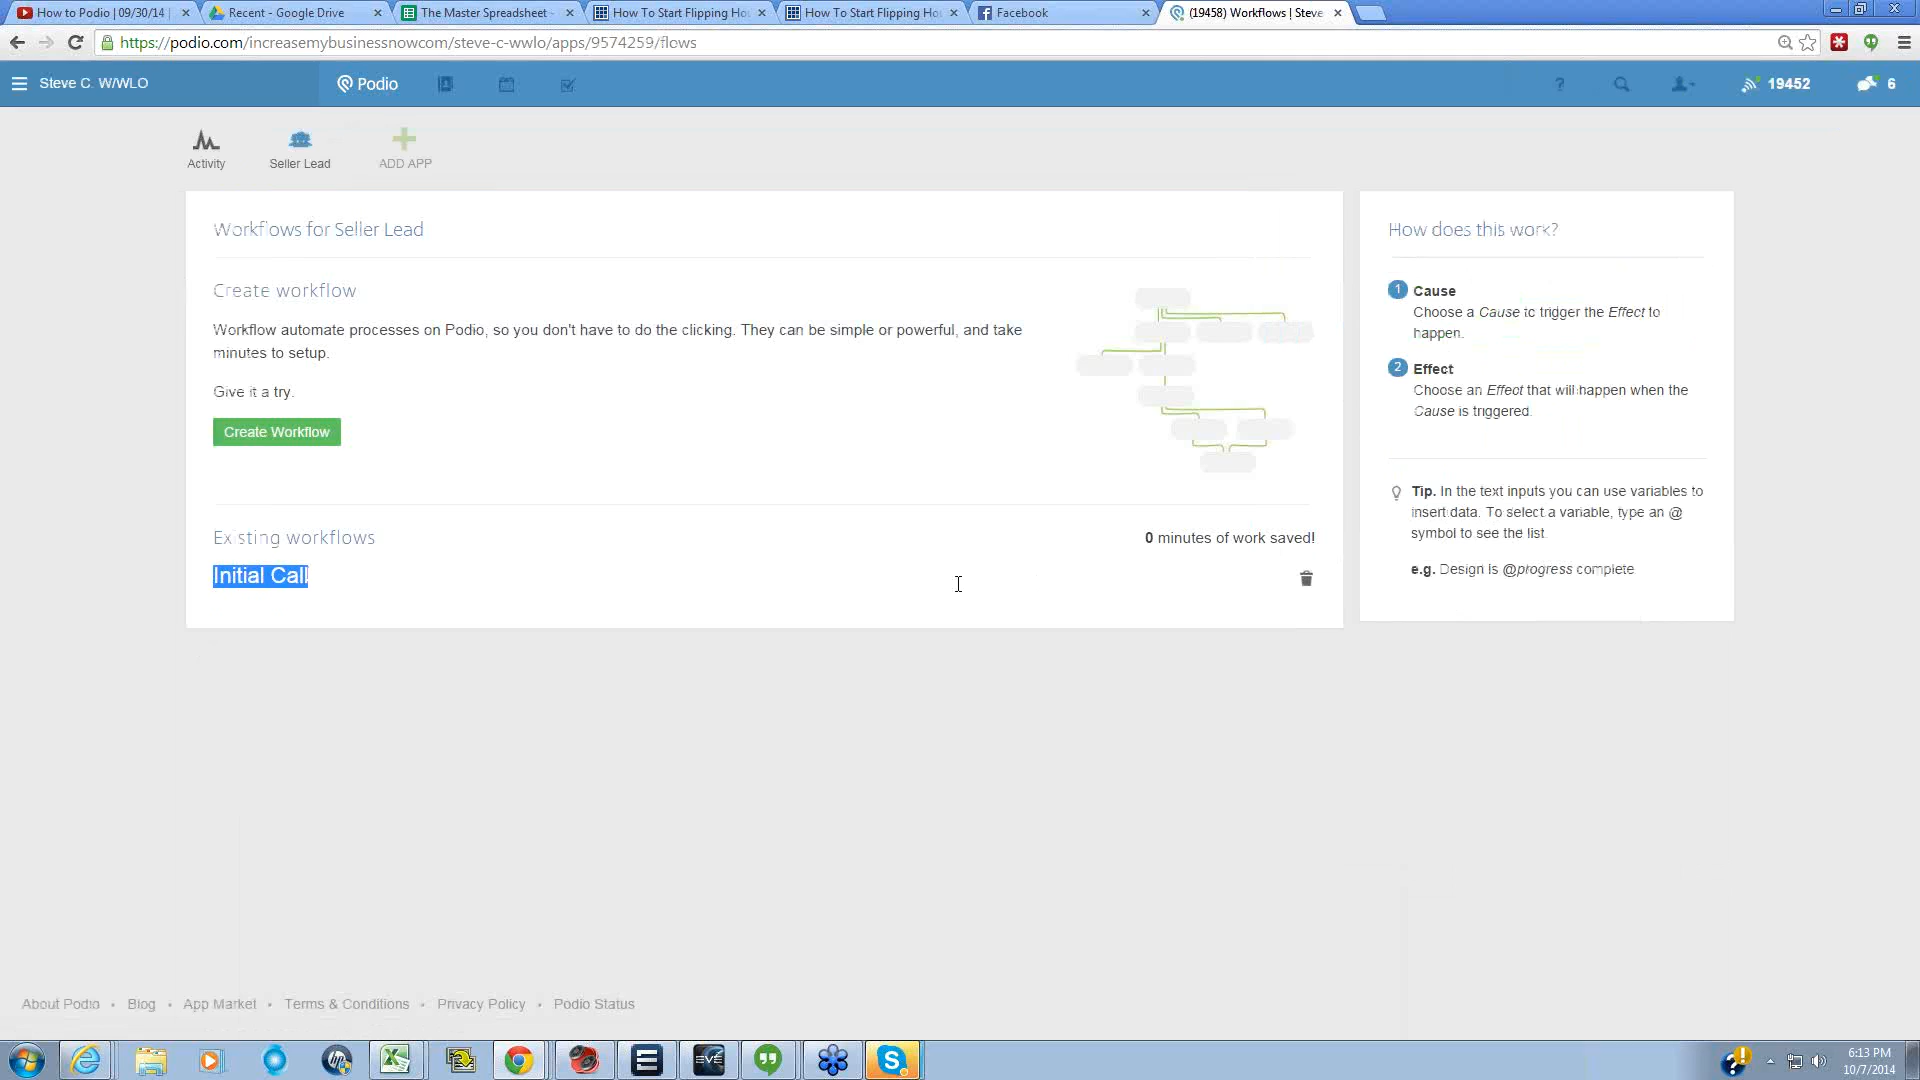 How to Podio | 09/30/14 |
Recent - Google Drive
The Master Spreadsheet -
How To Start Flipping Hou
How To Start Flipping Hou
Facebook
(19458) Workflows | Steve
https://podio.com/increasemybusinessnowcom/steve-c-wwlo/apps/9574259/flows
Steve C. W/WLO
Podio
?
19452
6
Activity
Seller Lead
ADD APP
Workflows for Seller Lead
Create workflow
Workflow automate processes on Podio, so you don't have to do the clicking. They can be simple or powerful, and take
minutes to setup.
Give it a try.
Create Workflow
Existing workflows
0 minutes of work saved!
Initial Call
How does this work?
1 Cause
Choose a Cause to trigger the Effect to
happen.
2 Effect
Choose an Effect that will happen when the
Cause is triggered.
Tip. In the text inputs you can use variables to
insert data. To select a variable, type an @
symbol to see the list.
e.g. Design is @progress complete
About Podio • Blog • App Market • Terms & Conditions • Privacy Policy • Podio Status
EVE
6:13 PM
10/7/2014